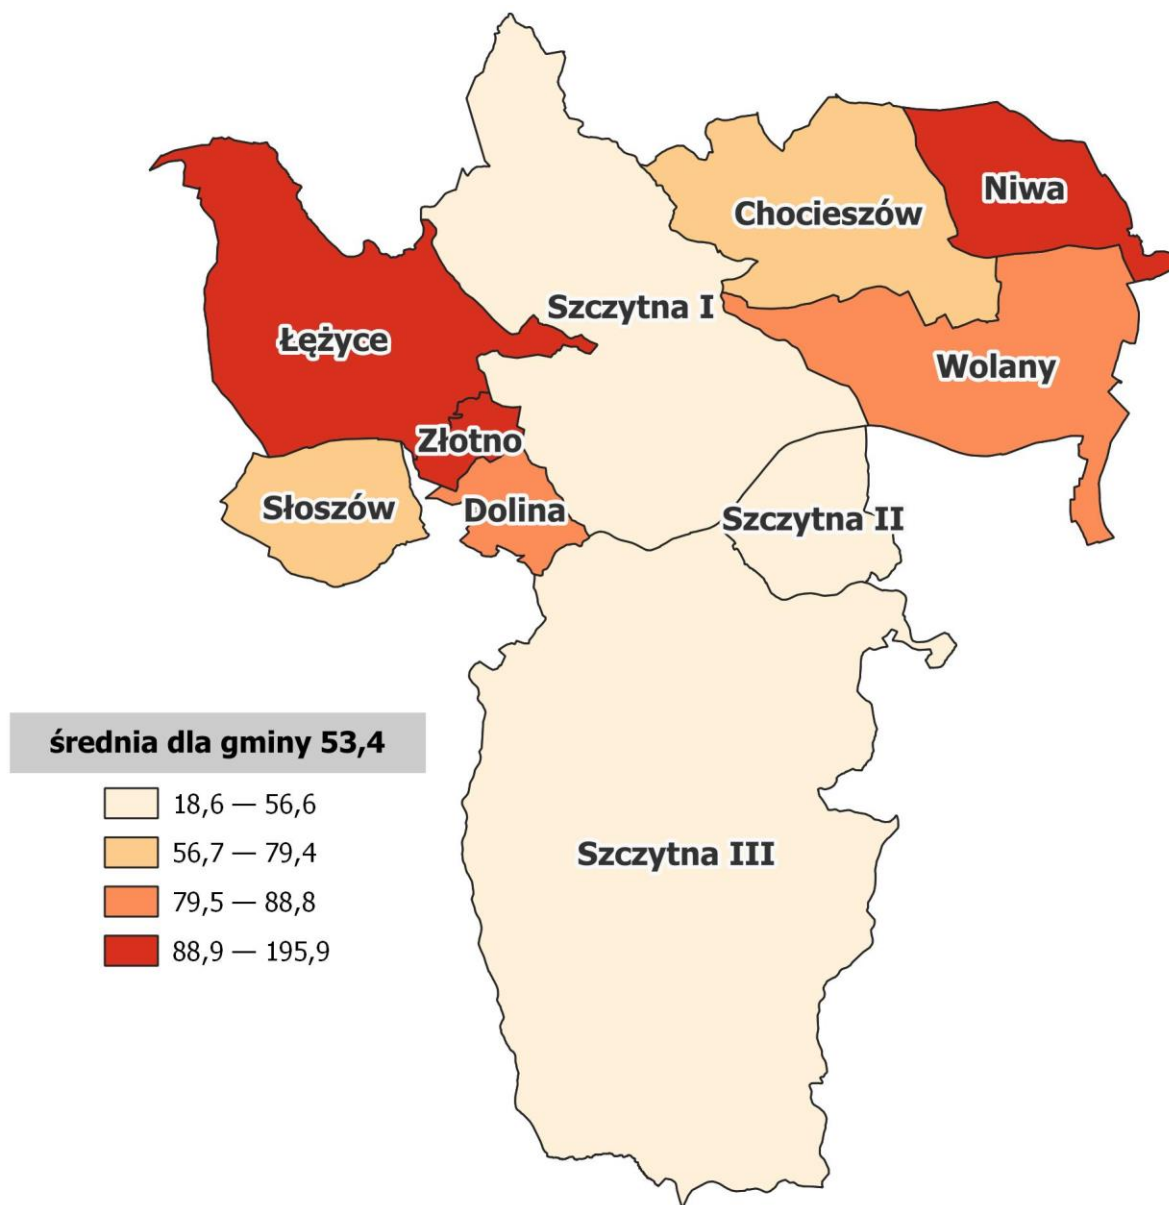 Niwa
Chocieszów
Szczytna I
Łężyce
Wolany
Złotno
Słoszów
Dolina
Szczytna II
średnia dla gminy 53,4
18,6 — 56,6
56,7 — 79,4
Szczytna III
79,5 — 88,8
88,9 — 195,9